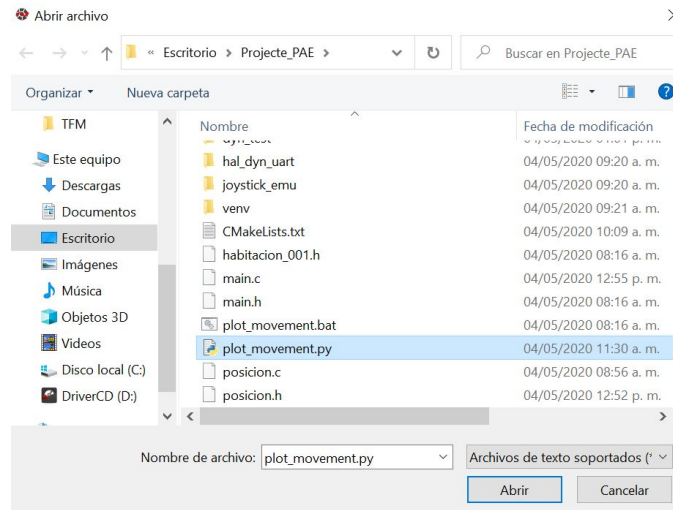 Abrir archivo
« Escritorio > Projecte_PAE >
Buscar en Projecte_PAE
Organizar
Nueva carpeta
Nombre
Fecha de modificación
TFM
Este equipo
Descargas
Documentos
Escritorio
Imágenes
Música
Objetos 3D
Videos
Disco local (C:)
DriverCD (D:)
hal_dyn_uart 04/05/2020 09:20 a. m.
joystick_emu 04/05/2020 09:20 a. m.
venv 04/05/2020 09:21 a. m.
CMakeLists.txt 04/05/2020 10:09 a. m.
habitacion_001.h 04/05/2020 08:16 a. m.
main.c 04/05/2020 12:55 p. m.
main.h 04/05/2020 08:16 a. m.
plot_movement.bat 04/05/2020 08:16 a. m.
plot_movement.py 04/05/2020 11:30 a. m.
posicion.c 04/05/2020 08:56 a. m.
posicion.h 04/05/2020 12:52 p. m.
Nombre de archivo: plot_movement.py
Archivos de texto soportados (*
Abrir
Cancelar